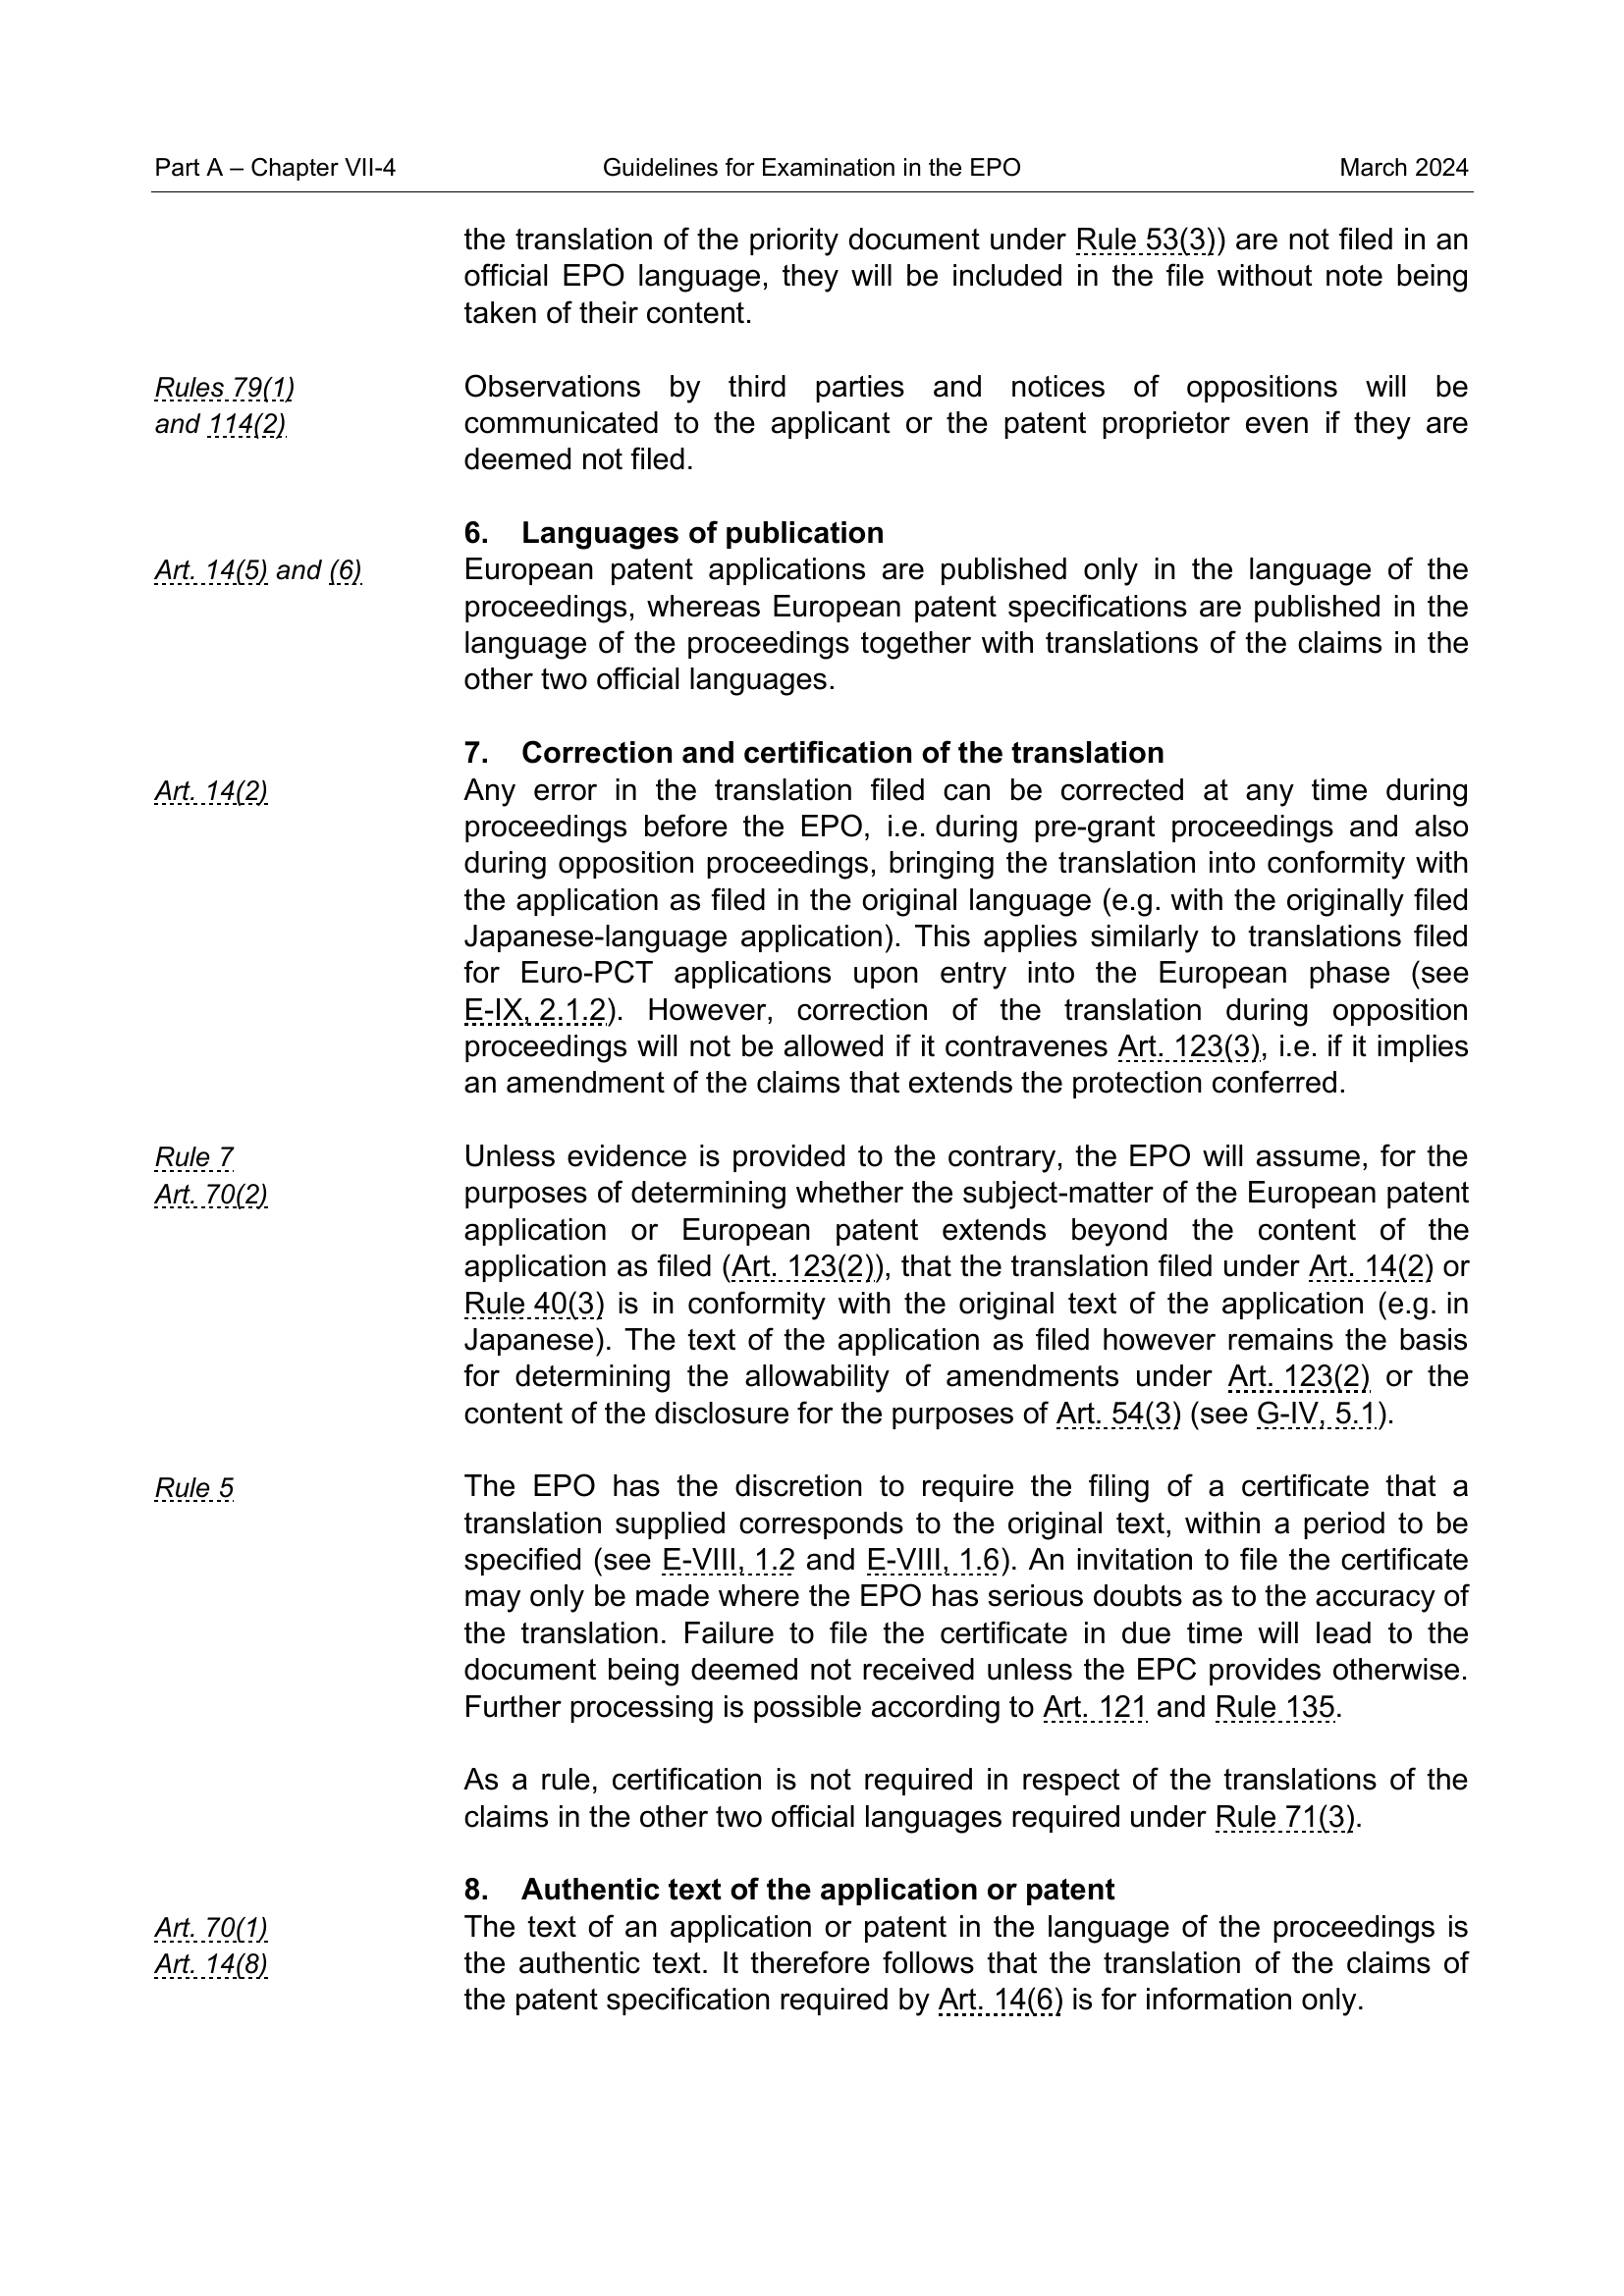 Part A – Chapter VII-4 Guidelines for Examination in the EPO March 2024
the translation of the priority document under Rule 53(3)) are not filed in an
official EPO language, they will be included in the file without note being
taken of their content.
Rules 79(1)
and 114(2)
Observations by third parties and notices of oppositions will be
communicated to the applicant or the patent proprietor even if they are
deemed not filed.
6. Languages of publication
Art. 14(5) and (6)
European patent applications are published only in the language of the
proceedings, whereas European patent specifications are published in the
language of the proceedings together with translations of the claims in the
other two official languages.
7. Correction and certification of the translation
Art. 14(2)
Any error in the translation filed can be corrected at any time during
proceedings before the EPO, i.e. during pre-grant proceedings and also
during opposition proceedings, bringing the translation into conformity with
the application as filed in the original language (e.g. with the originally filed
Japanese-language application). This applies similarly to translations filed
for Euro-PCT applications upon entry into the European phase (see
E-IX, 2.1.2). However, correction of the translation during opposition
proceedings will not be allowed if it contravenes Art. 123(3), i.e. if it implies
an amendment of the claims that extends the protection conferred.
Rule 7
Art. 70(2)
Unless evidence is provided to the contrary, the EPO will assume, for the
purposes of determining whether the subject-matter of the European patent
application or European patent extends beyond the content of the
application as filed (Art. 123(2)), that the translation filed under Art. 14(2) or
Rule 40(3) is in conformity with the original text of the application (e.g. in
Japanese). The text of the application as filed however remains the basis
for determining the allowability of amendments under Art. 123(2) or the
content of the disclosure for the purposes of Art. 54(3) (see G-IV, 5.1).
Rule 5
The EPO has the discretion to require the filing of a certificate that a
translation supplied corresponds to the original text, within a period to be
specified (see E-VIII, 1.2 and E-VIII, 1.6). An invitation to file the certificate
may only be made where the EPO has serious doubts as to the accuracy of
the translation. Failure to file the certificate in due time will lead to the
document being deemed not received unless the EPC provides otherwise.
Further processing is possible according to Art. 121 and Rule 135.
As a rule, certification is not required in respect of the translations of the
claims in the other two official languages required under Rule 71(3).
8. Authentic text of the application or patent
Art. 70(1)
Art. 14(8)
The text of an application or patent in the language of the proceedings is
the authentic text. It therefore follows that the translation of the claims of
the patent specification required by Art. 14(6) is for information only.